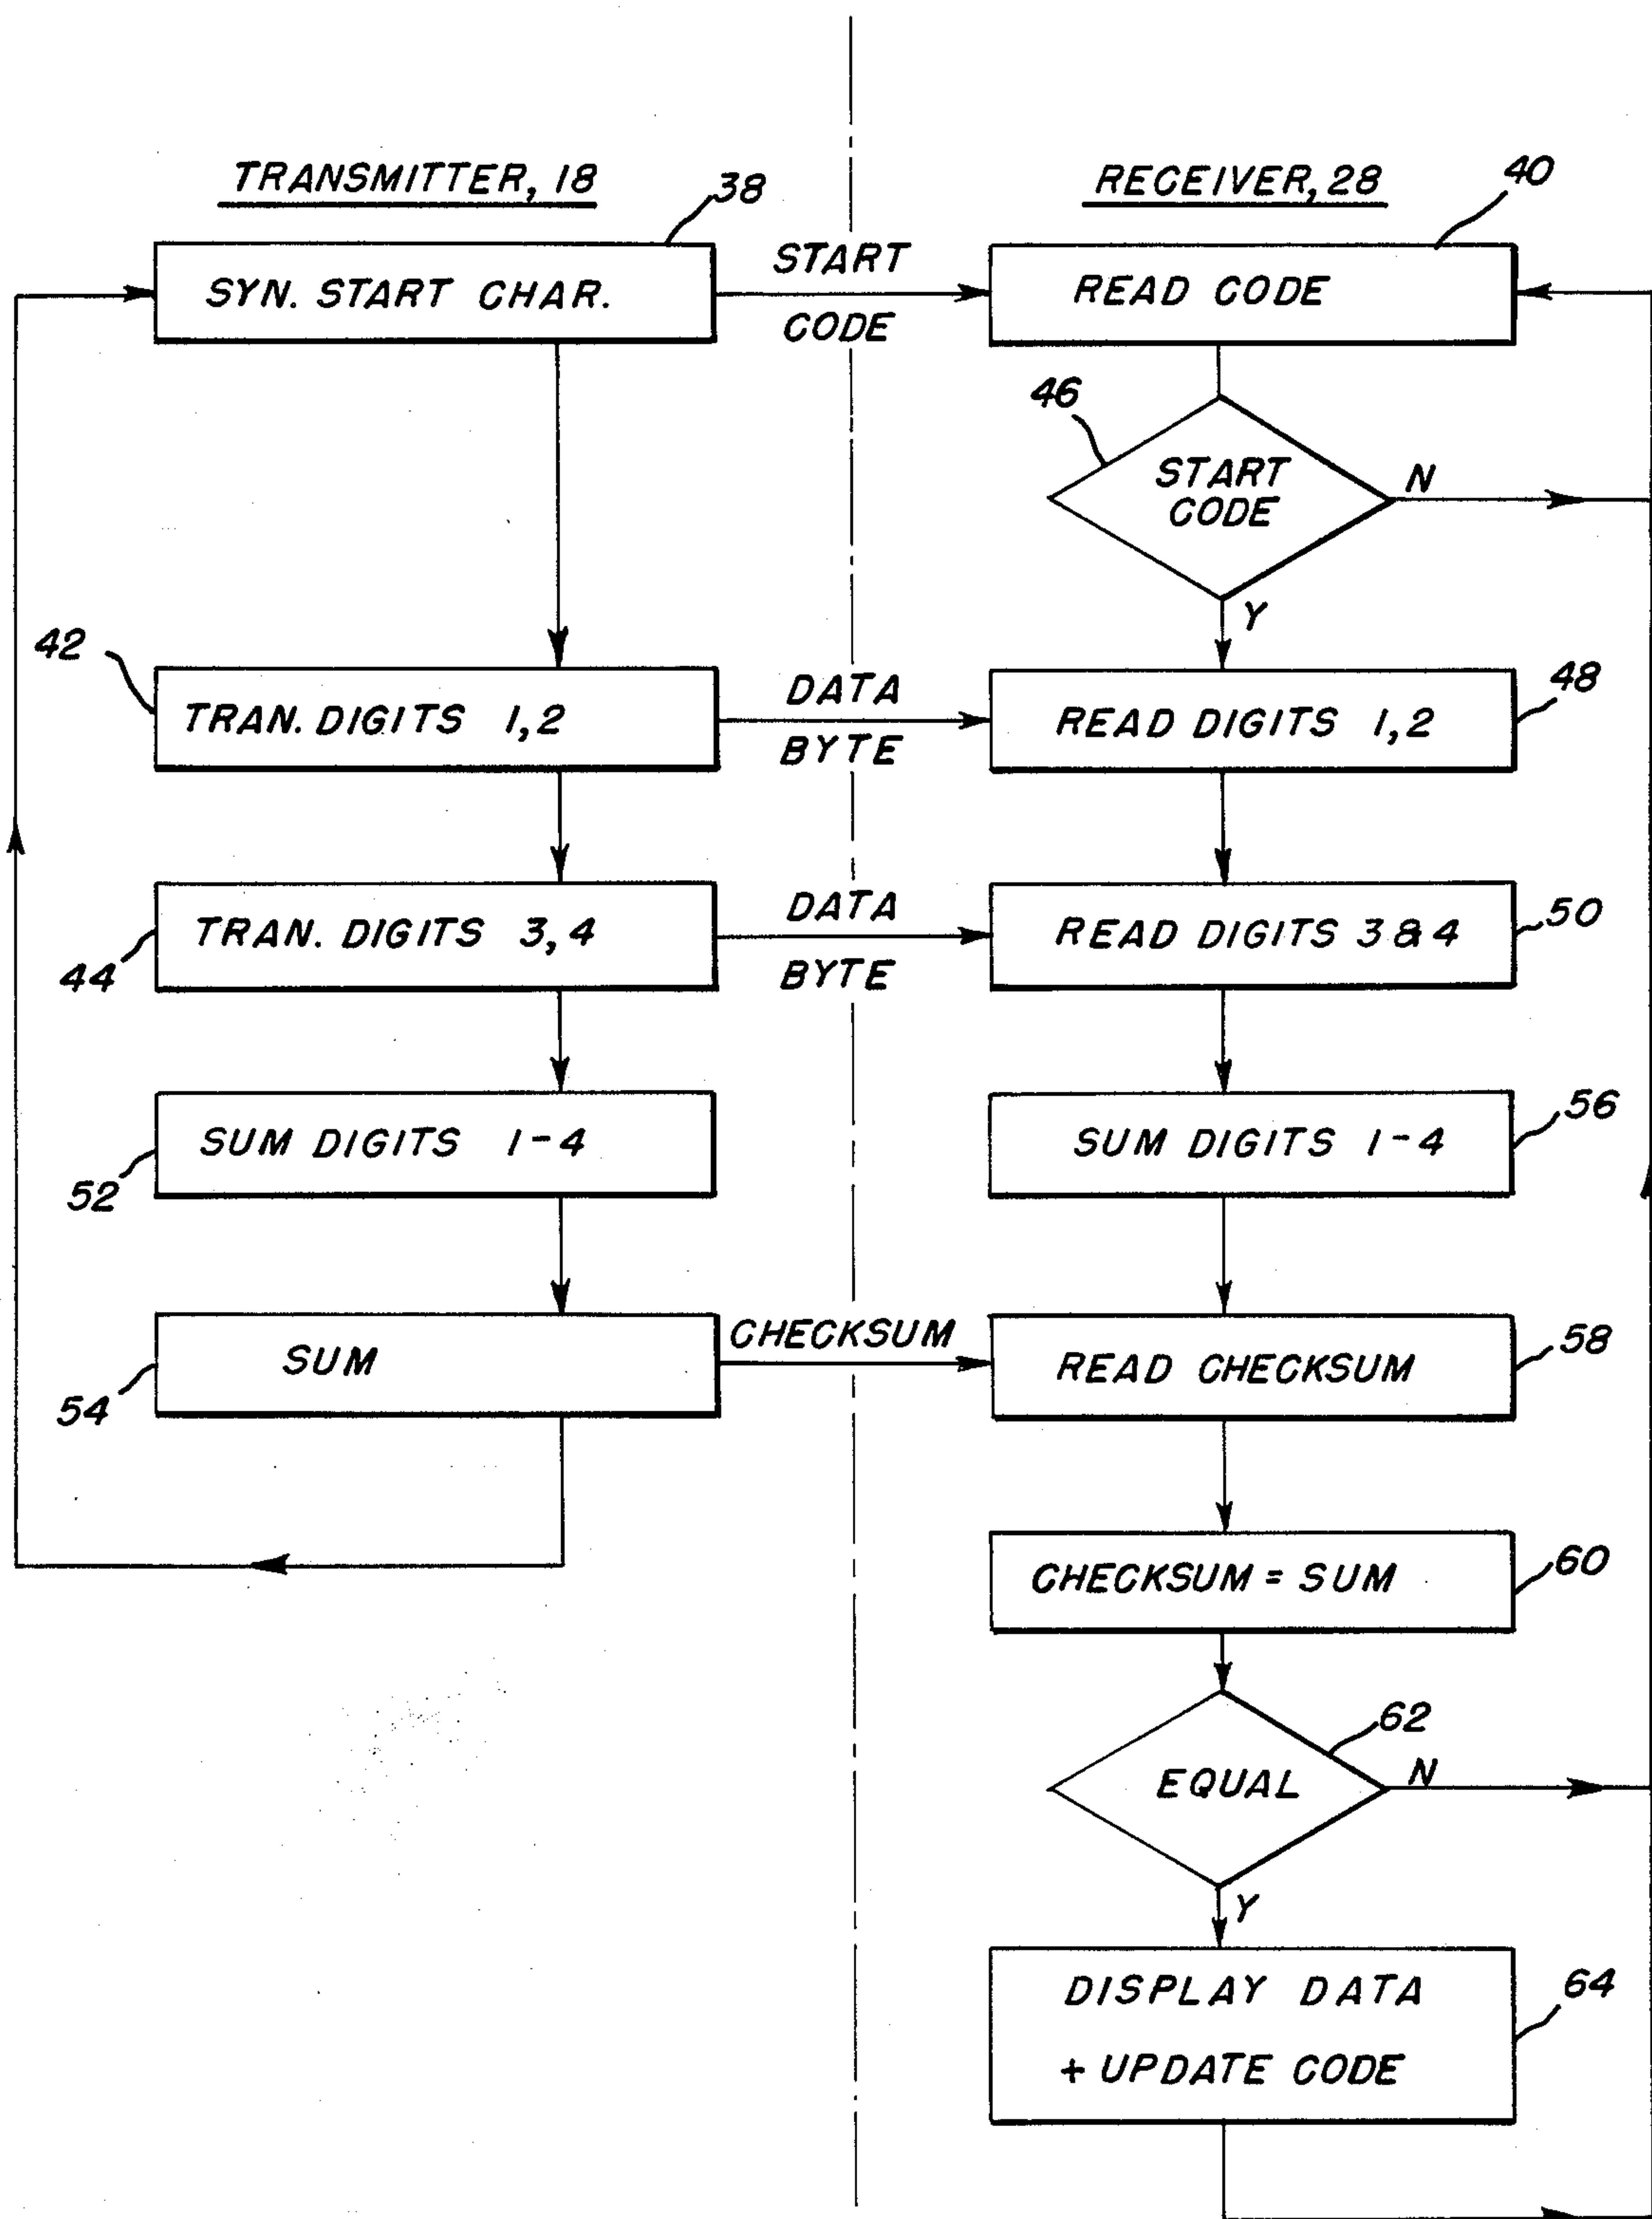 TRANSMITTER, 18
RECEIVER, 28
38
40
SYN. START CHAR.
START
CODE
READ CODE
46
START
CODE
N
Y
42
TRAN. DIGITS 1,2
DATA
BYTE
READ DIGITS 1,2
48
44
TRAN. DIGITS 3,4
DATA
BYTE
READ DIGITS 3 & 4
50
52
SUM DIGITS 1-4
SUM DIGITS 1-4
56
54
SUM
CHECKSUM
READ CHECKSUM
58
CHECKSUM = SUM
60
62
EQUAL
N
Y
DISPLAY DATA
+ UPDATE CODE
64